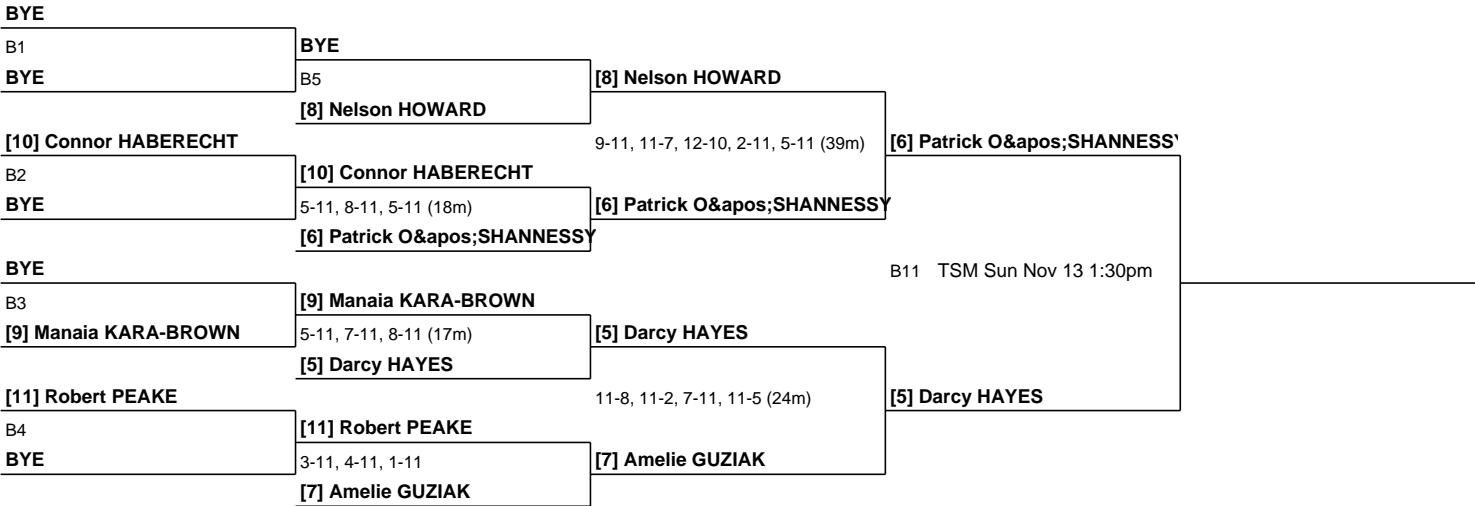 BYE
B1
BYE
BYE
B5
[8] Nelson HOWARD
[8] Nelson HOWARD
[10] Connor HABERECHT
9-11, 11-7, 12-10, 2-11, 5-11 (39m)
[6] Patrick O&apos;SHANNESSY
B2
[10] Connor HABERECHT
BYE
5-11, 8-11, 5-11 (18m)
[6] Patrick O&apos;SHANNESSY
[6] Patrick O&apos;SHANNESSY
BYE
B11 TSM Sun Nov 13 1:30pm
B3
[9] Manaia KARA-BROWN
[9] Manaia KARA-BROWN
5-11, 7-11, 8-11 (17m)
[5] Darcy HAYES
[5] Darcy HAYES
[11] Robert PEAKE
11-8, 11-2, 7-11, 11-5 (24m)
[5] Darcy HAYES
B4
[11] Robert PEAKE
BYE
3-11, 4-11, 1-11
[7] Amelie GUZIAK
[7] Amelie GUZIAK